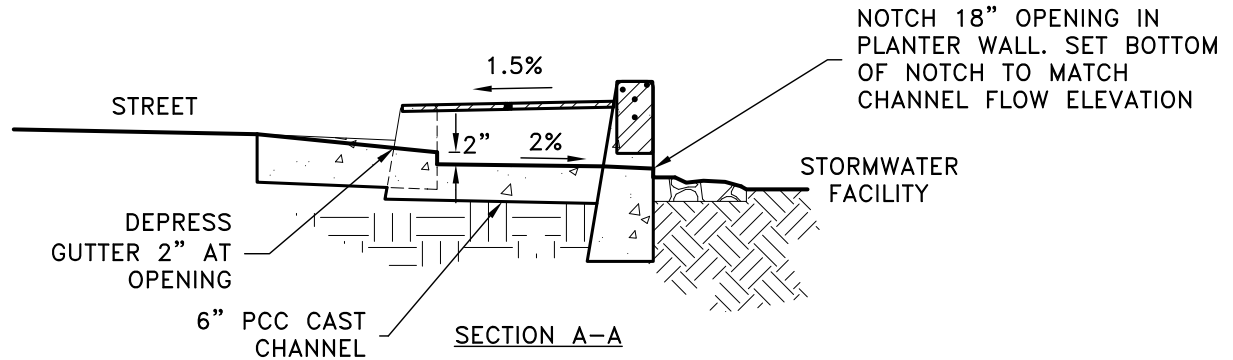 NOTCH 18” OPENING IN
PLANTER WALL. SET BOTTOM
OF NOTCH TO MATCH
CHANNEL FLOW ELEVATION
1.5%
STREET
2”
2%
STORMWATER
FACILITY
DEPRESS
GUTTER 2” AT
OPENING
6” PCC CAST
CHANNEL
SECTION A-A